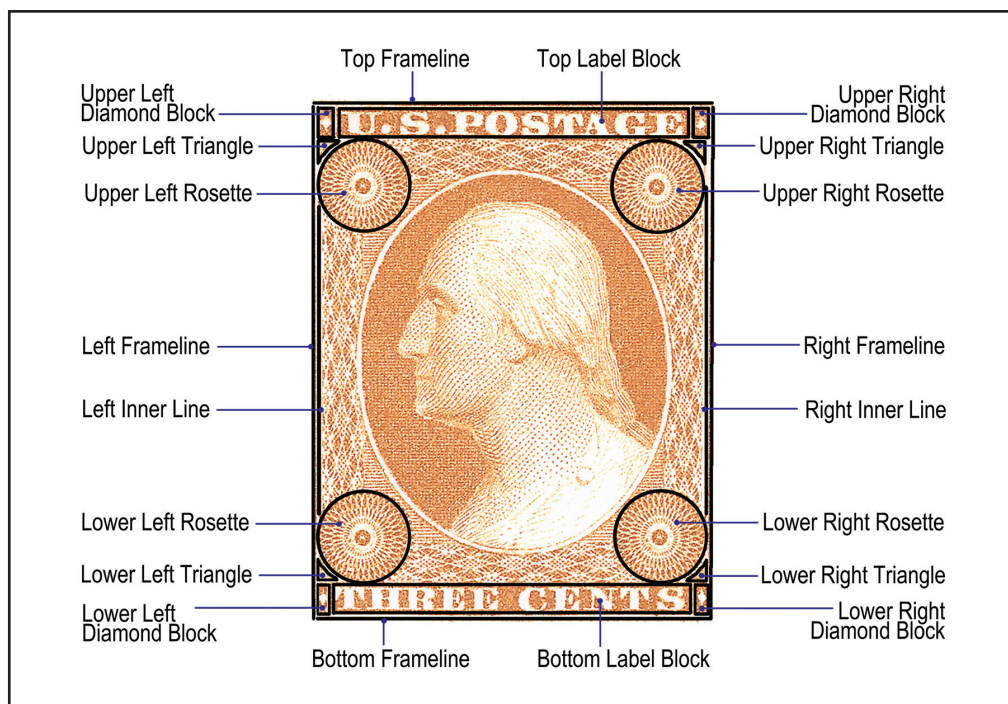 Top Frameline
Top Label Block
Upper Left
Diamond Block
Upper Right
Diamond Block
U.S.POSTAGE
Upper Left Triangle
Upper Right Triangle
Upper Left Rosette
Upper Right Rosette
Left Frameline
Right Frameline
Left Inner Line
Right Inner Line
Lower Left Rosette
Lower Right Rosette
Lower Left Triangle
Lower Right Triangle
THREE CENTS
Lower Left
Diamond Block
Lower Right
Diamond Block
Bottom Frameline
Bottom Label Block